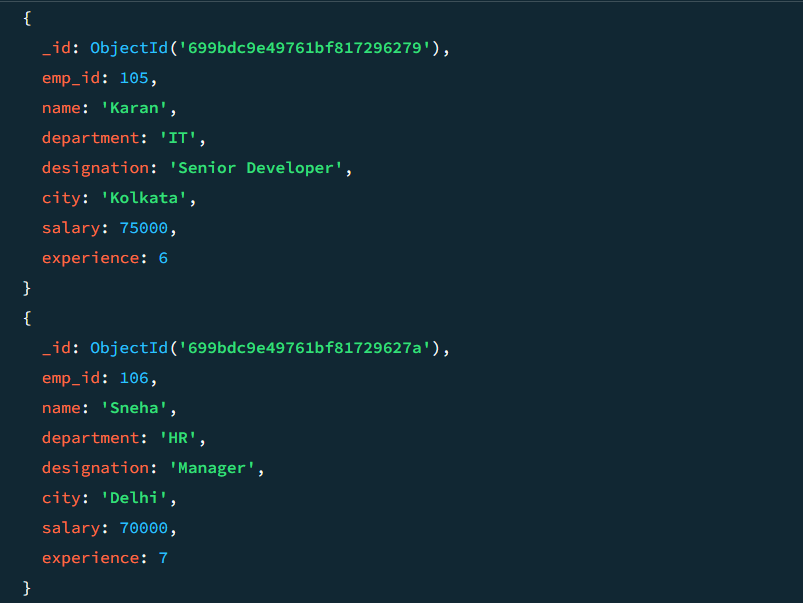 {
  _id: ObjectId('699bdc9e49761bf817296279'),
  emp_id: 105,
  name: 'Karan',
  department: 'IT',
  designation: 'Senior Developer',
  city: 'Kolkata',
  salary: 75000,
  experience: 6
}
{
  _id: ObjectId('699bdc9e49761bf81729627a'),
  emp_id: 106,
  name: 'Sneha',
  department: 'HR',
  designation: 'Manager',
  city: 'Delhi',
  salary: 70000,
  experience: 7
}